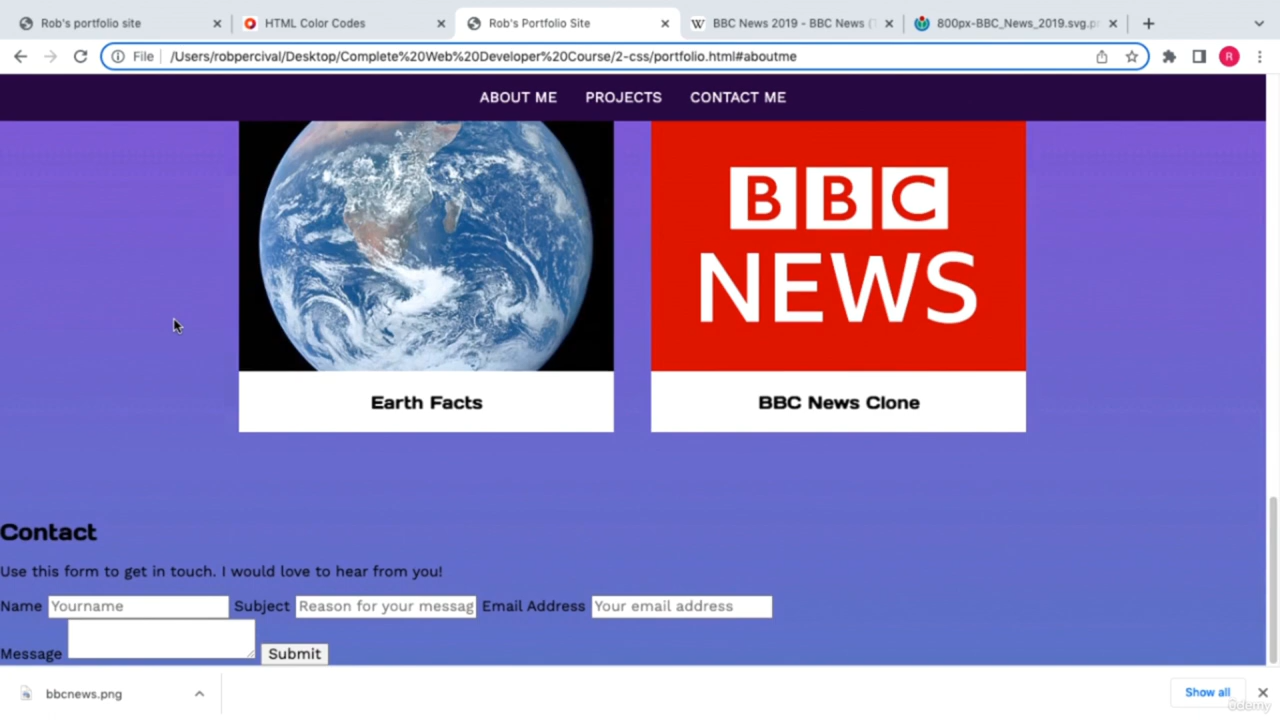 Rob's portfolio site
HTML Color Codes
Rob's Portfolio Site
BBC News 2019 - BBC News (T
800px-BBC_News_2019.svg.pn
File
/Users/robpercival/Desktop/Complete%20Web%20Developer%20Course/2-css/portfolio.html#aboutme
R
ABOUT ME PROJECTS CONTACT ME
BBC
NEWS
Earth Facts
BBC News Clone
Contact
Use this form to get in touch. I would love to hear from you!
Name Yourname Subject Reason for your messag Email Address Your email address
Message Submit
bbcnews.png
Show all
ûdemy